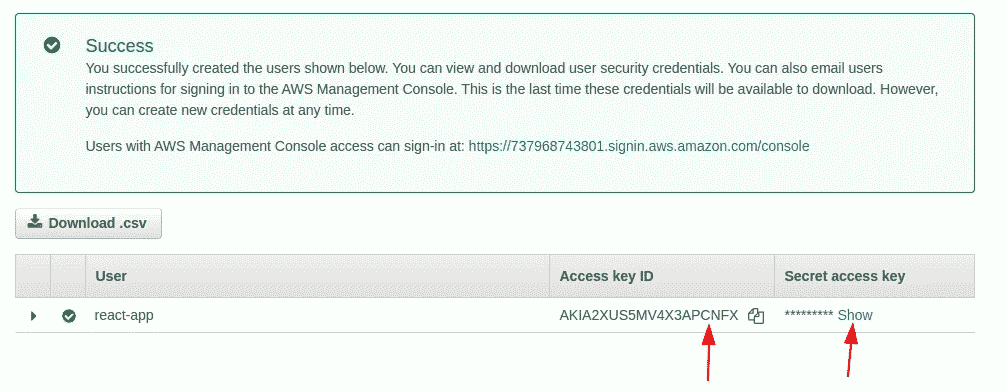 Success
You successfully created the users shown below. You can view and download user security credentials. You can also email users
instructions for signing in to the AWS Management Console. This is the last time these credentials will be available to download. However,
you can create new credentials at any time.
Users with AWS Management Console access can sign-in at: https://737968743801.signin.aws.amazon.com/console
Download .csv
User Access key ID Secret access key
react-app AKIA2XUS5MV4X3APCNFX ********* Show